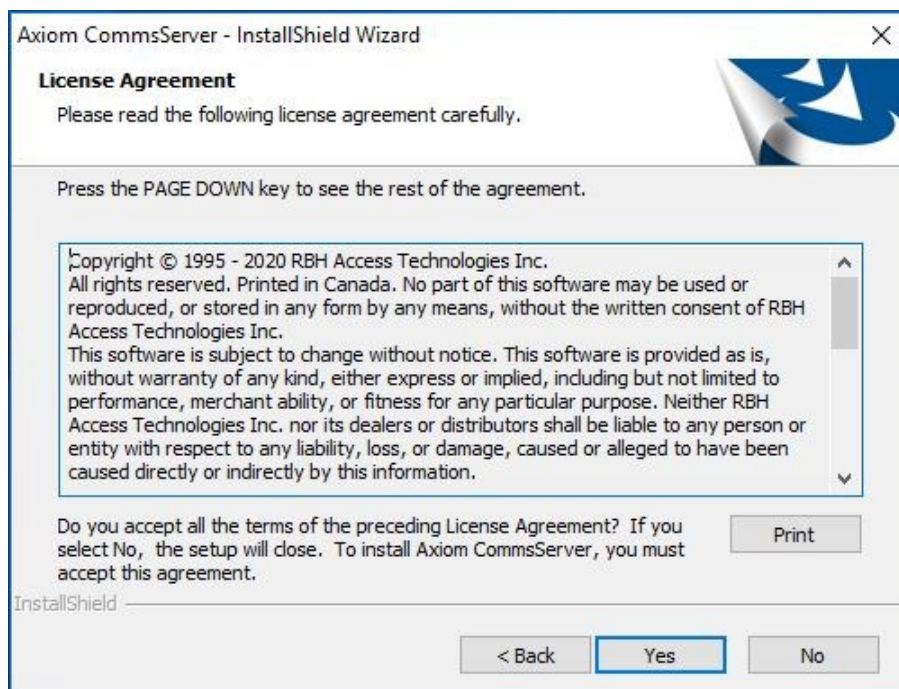 Axiom CommsServer - InstallShield Wizard
License Agreement
Please read the following license agreement carefully.
Press the PAGE DOWN key to see the rest of the agreement.
Copyright © 1995 - 2020 RBH Access Technologies Inc.
All rights reserved. Printed in Canada. No part of this software may be used or
reproduced, or stored in any form by any means, without the written consent of RBH
Access Technologies Inc.
This software is subject to change without notice. This software is provided as is,
without warranty of any kind, either express or implied, including but not limited to
performance, merchant ability, or fitness for any particular purpose. Neither RBH
Access Technologies Inc. nor its dealers or distributors shall be liable to any person or
entity with respect to any liability, loss, or damage, caused or alleged to have been
caused directly or indirectly by this information.
Do you accept all the terms of the preceding License Agreement? If you
select No, the setup will close. To install Axiom CommsServer, you must
accept this agreement.
Print
InstallShield
< Back
Yes
No